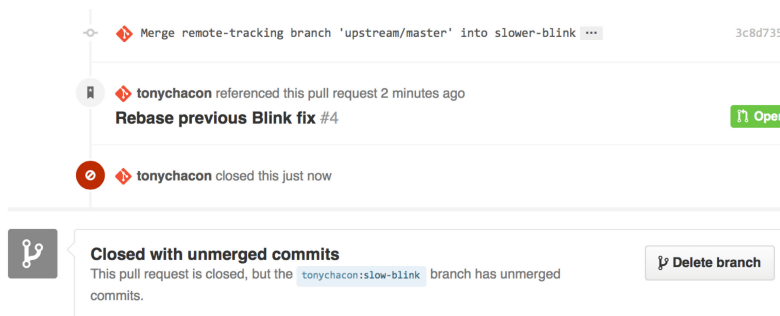 Merge remote-tracking branch 'upstream/master' into slower-blink ... 3c8d735
tonychacon referenced this pull request 2 minutes ago
Rebase previous Blink fix #4 Open
tonychacon closed this just now
Closed with unmerged commits
This pull request is closed, but the tonychacon:slow-blink branch has unmerged
commits.
Delete branch